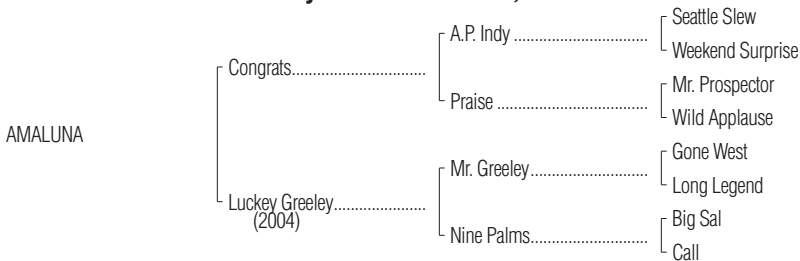 Seattle Slew
A.P. Indy ..................................
Weekend Surprise
Congrats..................................
Mr. Prospector
Praise ......................................
Wild Applause
AMALUNA
Gone West
Mr. Greeley..............................
Long Legend
Luckey Greeley.......................
(2004)
Big Sal
Nine Palms..............................
Call